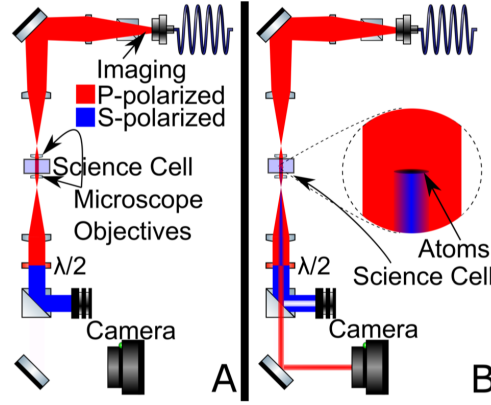 Imaging
P-polarized
S-polarized
Science Cell
Microscope
Objectives
λ/2
Camera
A
Atoms
Science Cell
λ/2
Camera
B